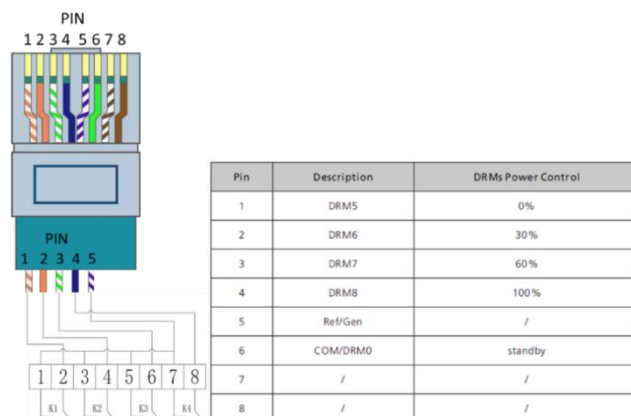 PIN
1 2 3 4 5 6 7 8
PIN
1 2 3 4 5
1 2 3 4 5 6 7 8
K1 K2 K3 K4
Pin Description DRMs Power Control
1 DRM5 0%
2 DRM6 30%
3 DRM7 60%
4 DRM8 100%
5 Ref/Gen /
6 COM/DRM0 standby
7 / /
8 / /